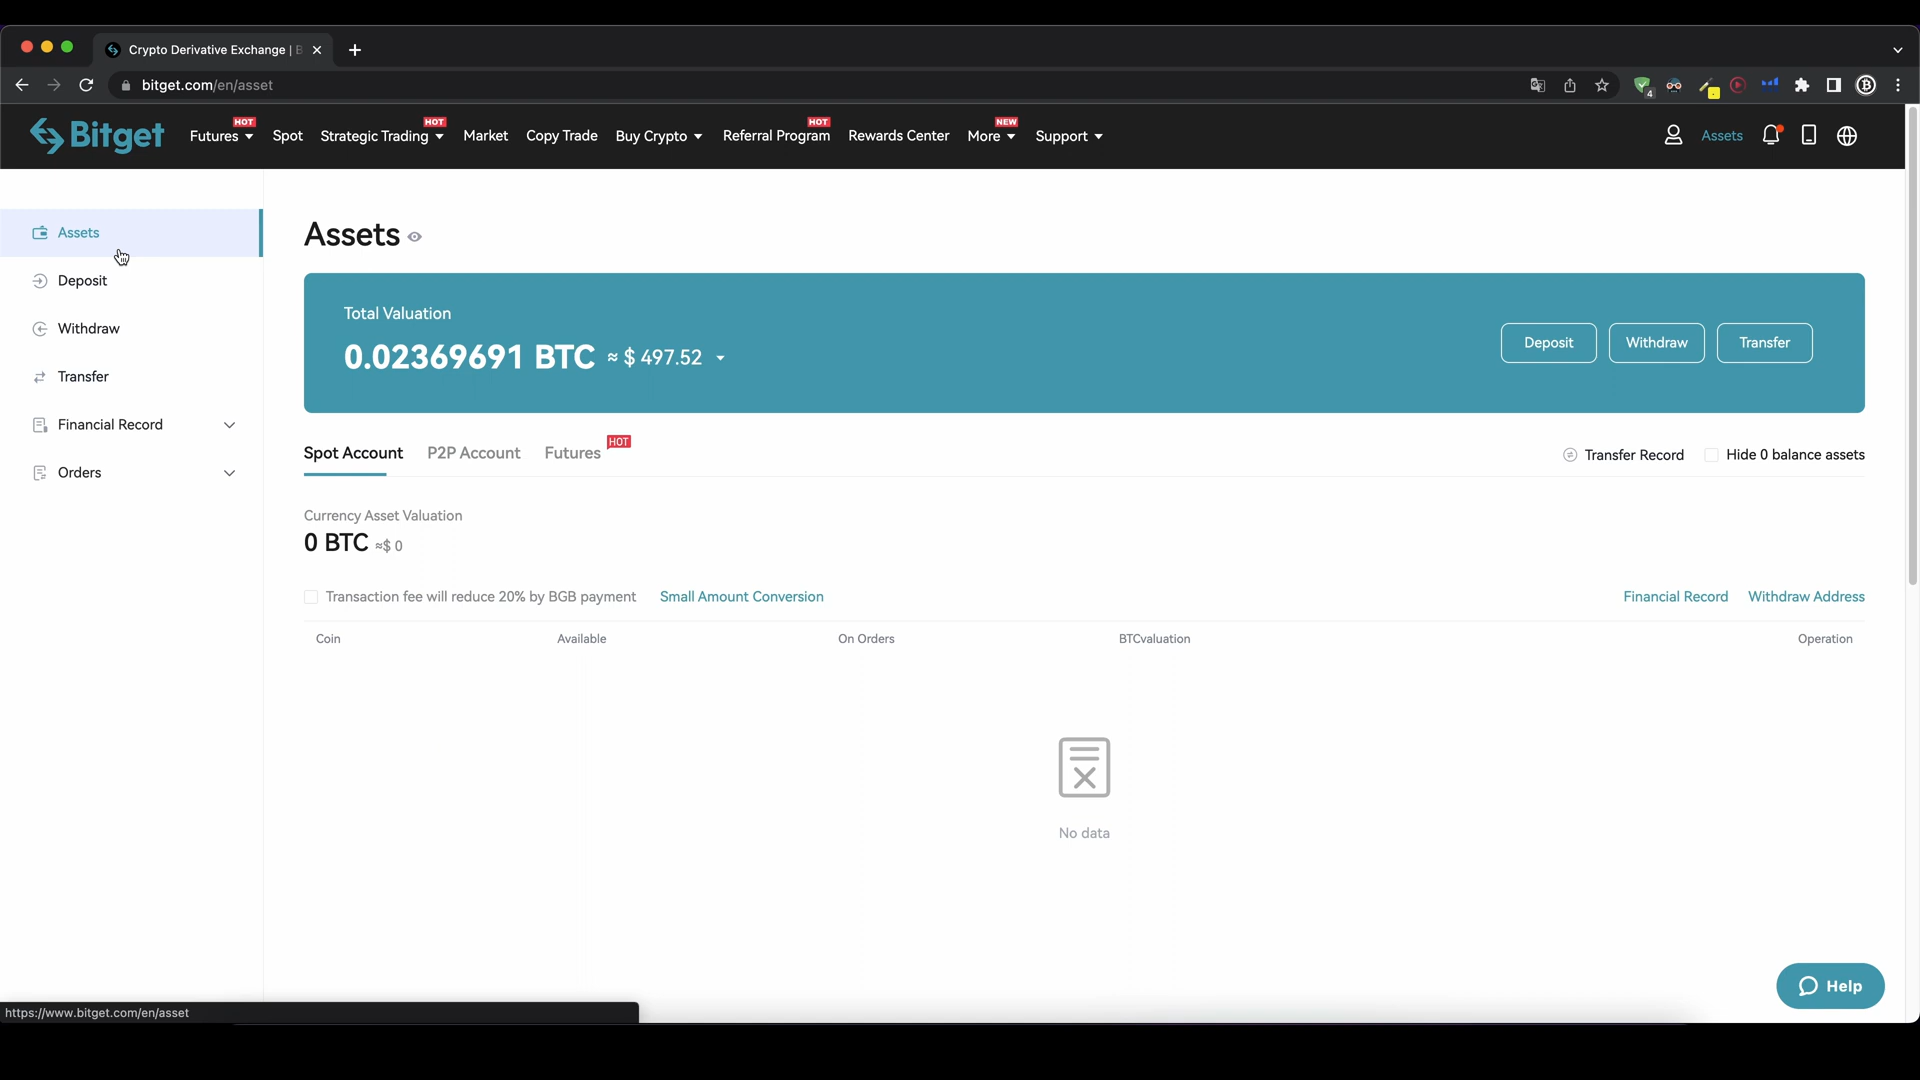 Crypto Derivative Exchange | B
bitget.com/en/asset
4
Bitget
Futures HOT
Spot
Strategic Trading HOT
Market
Copy Trade
Buy Crypto
Referral Program HOT
Rewards Center
More NEW
Support
Assets
Assets
Deposit
Withdraw
Transfer
Financial Record
Orders
Assets
Total Valuation
0.02369691 BTC ≈ $ 497.52
Deposit
Withdraw
Transfer
Spot Account
P2P Account
Futures HOT
Transfer Record
Hide 0 balance assets
Currency Asset Valuation
0 BTC ≈$ 0
Transaction fee will reduce 20% by BGB payment
Small Amount Conversion
Financial Record
Withdraw Address
Coin
Available
On Orders
BTCvaluation
Operation
No data
Help
https://www.bitget.com/en/asset